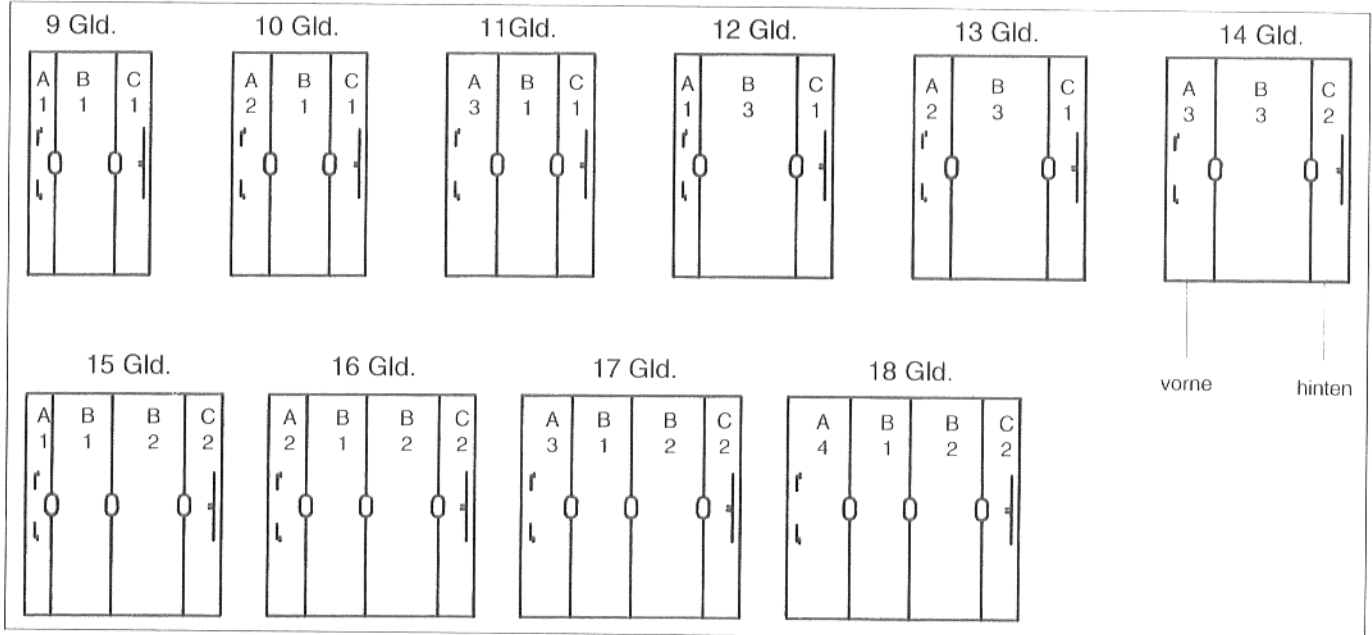 9 Gld. 10 Gld. 11Gld. 12 Gld. 13 Gld. 14 Gld.
A B C A B C A B C A B C A B C A B C
1 1 1 2 1 1 3 1 1 1 3 1 2 3 1 3 3 2
vorne hinten
15 Gld. 16 Gld. 17 Gld. 18 Gld.
A B B C A B B C A B B C A B B C
1 1 2 2 2 1 2 2 3 1 2 2 4 1 2 2